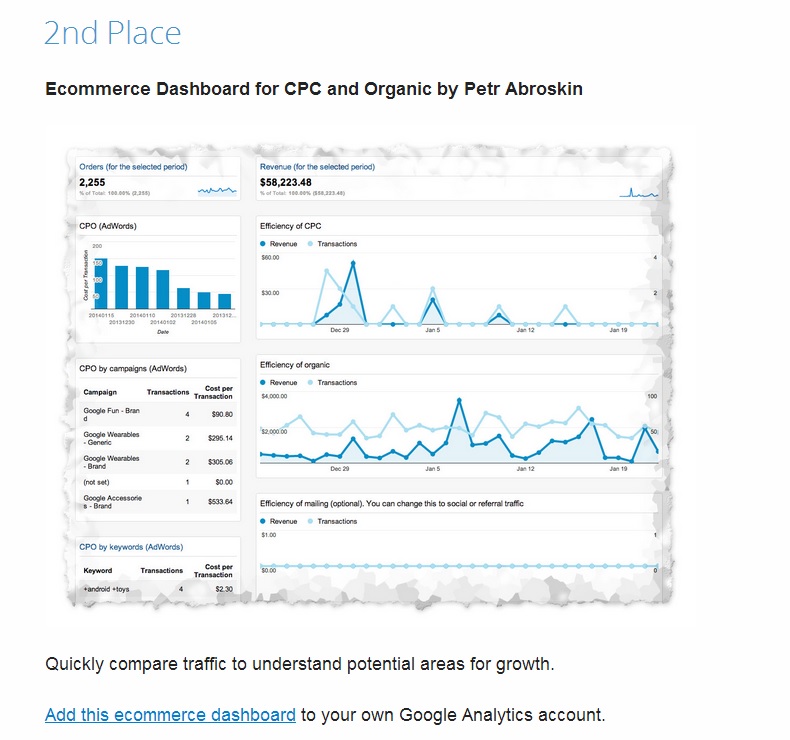 2nd Place
Ecommerce Dashboard for CPC and Organic by Petr Abroskin
Orders (for the selected period)
2,255
% of Total: 100.00% (2,255)
Revenue (for the selected period)
$58,223.48
% of Total: 100.00% ($58,223.48)
CPO (AdWords)
Cost per Transaction
200
150
100
50
20140115 20140110 20131228 201312...
20131230 20140102 20140105
Date
Efficiency of CPC
Revenue Transactions
$60.00 4
$30.00 2
Dec 29 Jan 5 Jan 12 Jan 19
CPO by campaigns (AdWords)
Campaign Transactions Cost per
Transaction
Google Fun - Bran
d 4 $90.80
Google Wearables
- Generic 2 $295.14
Google Wearables
- Brand 2 $305.06
(not set) 1 $0.00
Google Accessorie
s - Brand 1 $533.64
Efficiency of organic
Revenue Transactions
$4,000.00 100
$2,000.00 50
Dec 29 Jan 5 Jan 12 Jan 19
Efficiency of mailing (optional). You can change this to social or referral traffic
Revenue Transactions
$1.00 1
$0.00 0
CPO by keywords (AdWords)
Keyword Transactions Cost per
Transaction
+android +toys 4 $2.30
Quickly compare traffic to understand potential areas for growth.
Add this ecommerce dashboard to your own Google Analytics account.